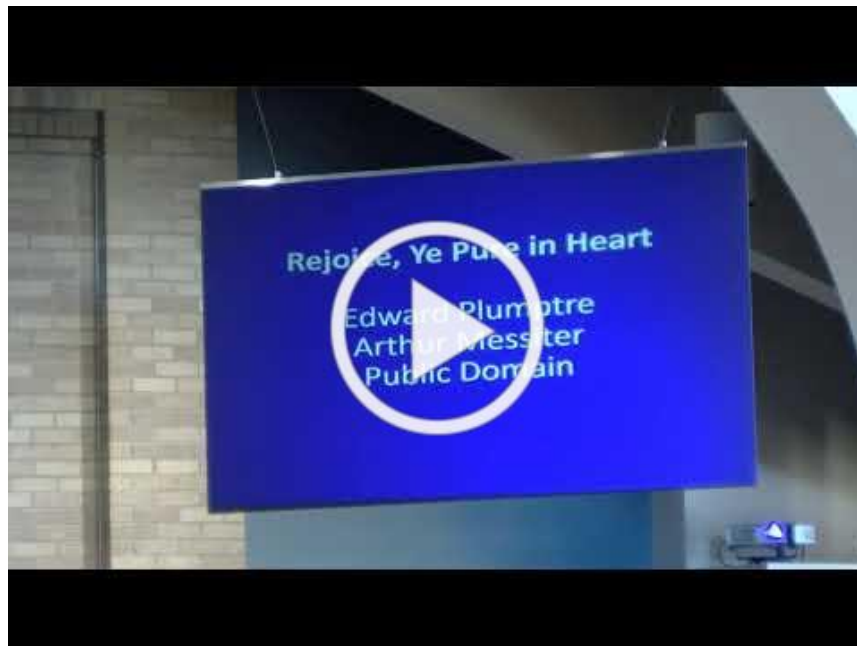 Rejoice, Ye Pure in Heart
Edward Plumptre
Arthur Messiter
Public Domain